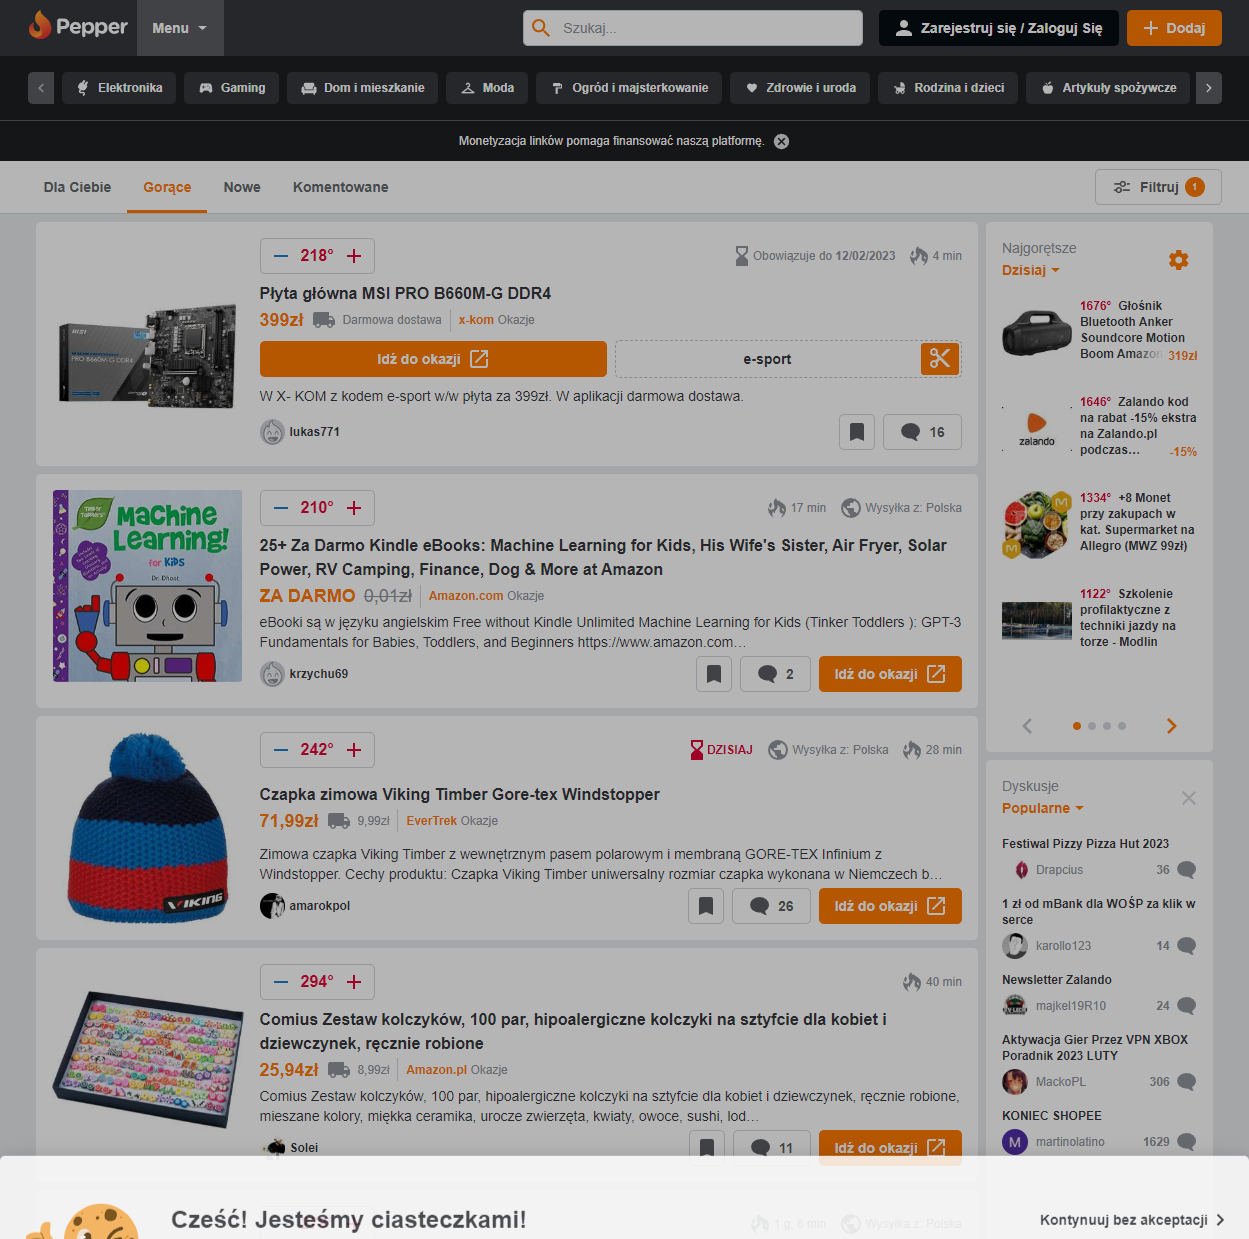 Pepper
Menu
Szukaj...
Zarejestruj się / Zaloguj Się
Dodaj
Elektronika
Gaming
Dom i mieszkanie
Moda
Ogród i majsterkowanie
Zdrowie i uroda
Rodzina i dzieci
Artykuły spożywcze
Monetyzacja linków pomaga finansować naszą platformę.
Dla Ciebie
Gorące
Nowe
Komentowane
Filtruj 1
218°
Obowiązuje do 12/02/2023
4 min
Płyta główna MSI PRO B660M-G DDR4
399zł Darmowa dostawa x-kom Okazje
Idź do okazji
e-sport
W X- KOM z kodem e-sport w/w płyta za 399zł. W aplikacji darmowa dostawa.
lukas771
16
210°
17 min
Wysyłka z: Polska
Machine
Learning!
for KiDS
Dr. Dhoot
25+ Za Darmo Kindle eBooks: Machine Learning for Kids, His Wife's Sister, Air Fryer, Solar
Power, RV Camping, Finance, Dog & More at Amazon
ZA DARMO 0,01zł Amazon.com Okazje
eBooki są w języku angielskim Free without Kindle Unlimited Machine Learning for Kids (Tinker Toddlers ): GPT-3
Fundamentals for Babies, Toddlers, and Beginners https://www.amazon.com…
krzychu69
2
Idź do okazji
242°
DZISIAJ
Wysyłka z: Polska
28 min
Czapka zimowa Viking Timber Gore-tex Windstopper
71,99zł 9,99zł EverTrek Okazje
Zimowa czapka Viking Timber z wewnętrznym pasem polarowym i membraną GORE-TEX Infinium z
Windstopper. Cechy produktu: Czapka Viking Timber uniwersalny rozmiar czapka wykonana w Niemczech b…
VIKING
amarokpol
26
Idź do okazji
294°
40 min
Comius Zestaw kolczyków, 100 par, hipoalergiczne kolczyki na sztyfcie dla kobiet i
dziewczynek, ręcznie robione
25,94zł 8,99zł Amazon.pl Okazje
Comius Zestaw kolczyków, 100 par, hipoalergiczne kolczyki na sztyfcie dla kobiet i dziewczynek, ręcznie robione,
mieszane kolory, miękka ceramika, urocze zwierzęta, kwiaty, owoce, sushi, lod…
Solei
11
Idź do okazji
Najgorętsze
Dzisiaj
1676° Głośnik
Bluetooth Anker
Soundcore Motion
Boom Amazon 319zł
zalando
1646° Zalando kod
na rabat -15% ekstra
na Zalando.pl
podczas… -15%
1334° +8 Monet
przy zakupach w
kat. Supermarket na
Allegro (MWZ 99zł)
1122° Szkolenie
profilaktyczne z
techniki jazdy na
torze - Modlin
Dyskusje
Popularne
Festiwal Pizzy Pizza Hut 2023
Drapcius 36
1 zł od mBank dla WOŚP za klik w
serce
karollo123 14
Newsletter Zalando
majkel19R10 24
Aktywacja Gier Przez VPN XBOX
Poradnik 2023 LUTY
MackoPL 306
KONIEC SHOPEE
M martinolatino 1629
1 g, 6 min
Wysyłka z: Polska
Cześć! Jesteśmy ciasteczkami!
Kontynuuj bez akceptacji